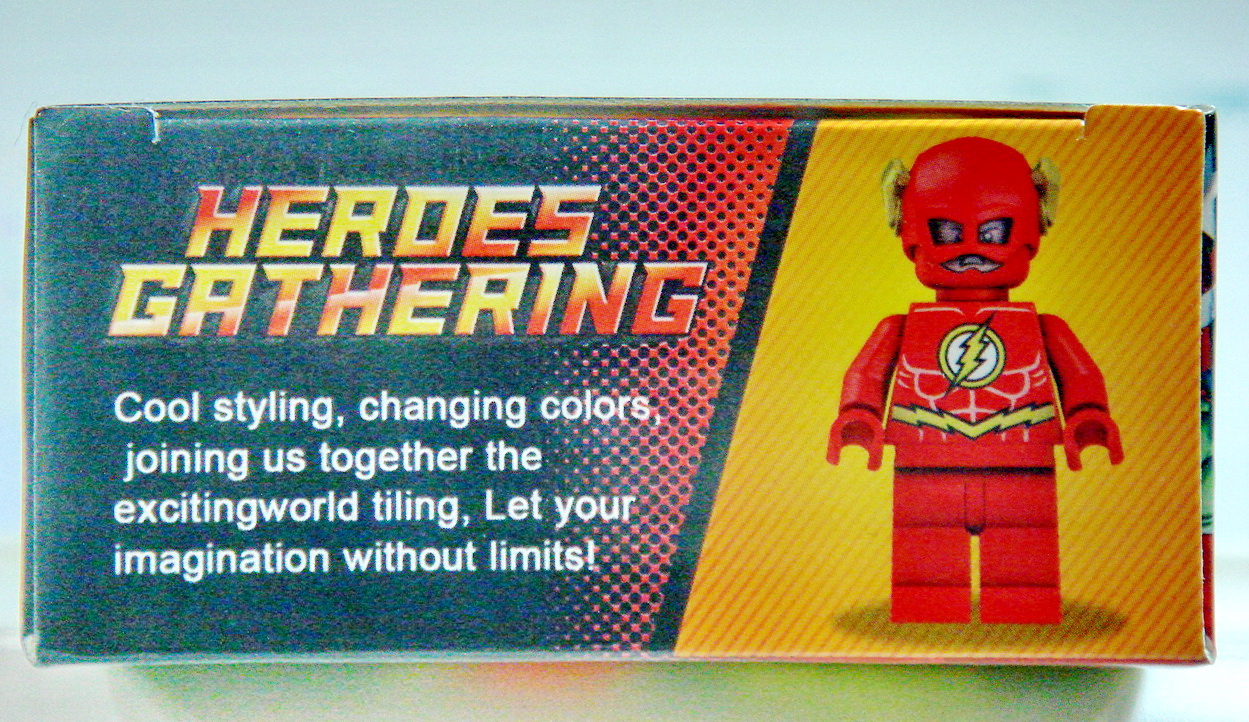 HEROES
GATHERING
Cool styling, changing colors,
joining us together the
excitingworld tiling, Let your
imagination without limits!